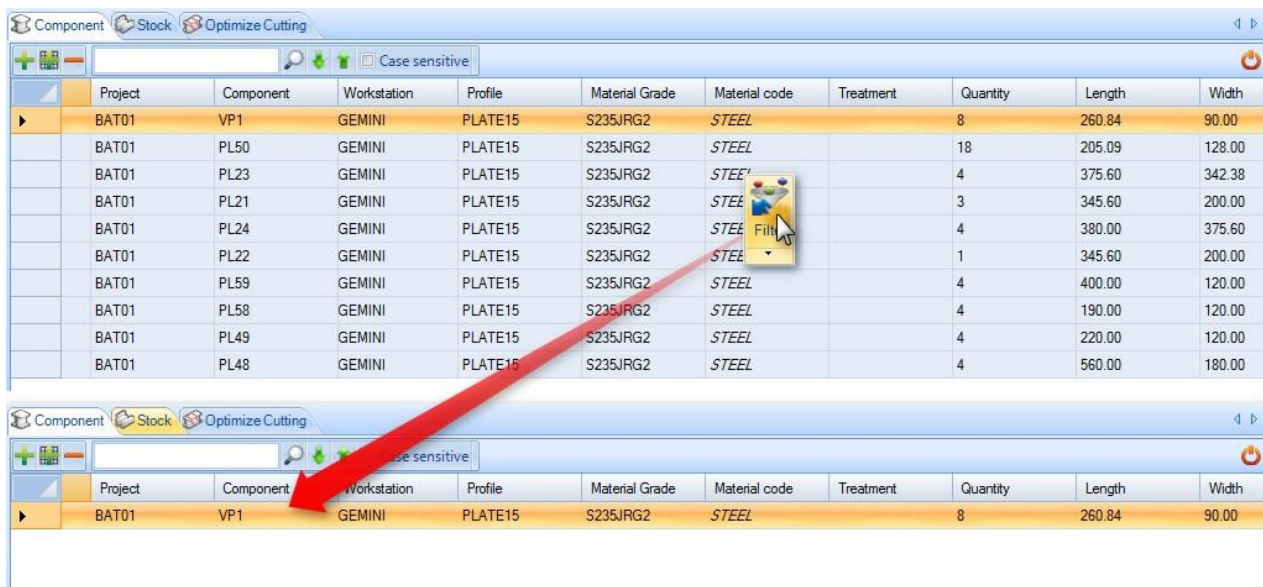 Component Stock Optimize Cutting
Case sensitive
Project Component Workstation Profile Material Grade Material code Treatment Quantity Length Width
BAT01 VP1 GEMINI PLATE15 S235JRG2 STEEL 8 260.84 90.00
BAT01 PL50 GEMINI PLATE15 S235JRG2 STEEL 18 205.09 128.00
BAT01 PL23 GEMINI PLATE15 S235JRG2 STEEL 4 375.60 342.38
BAT01 PL21 GEMINI PLATE15 S235JRG2 STEE 3 345.60 200.00
BAT01 PL24 GEMINI PLATE15 S235JRG2 STEE Filte 4 380.00 375.60
BAT01 PL22 GEMINI PLATE15 S235JRG2 STEE 1 345.60 200.00
BAT01 PL59 GEMINI PLATE15 S235JRG2 STEEL 4 400.00 120.00
BAT01 PL58 GEMINI PLATE15 S235JRG2 STEEL 4 190.00 120.00
BAT01 PL49 GEMINI PLATE15 S235JRG2 STEEL 4 220.00 120.00
BAT01 PL48 GEMINI PLATE15 S235JRG2 STEEL 4 560.00 180.00
Component Stock Optimize Cutting
Case sensitive
Project Component Workstation Profile Material Grade Material code Treatment Quantity Length Width
BAT01 VP1 GEMINI PLATE15 S235JRG2 STEEL 8 260.84 90.00